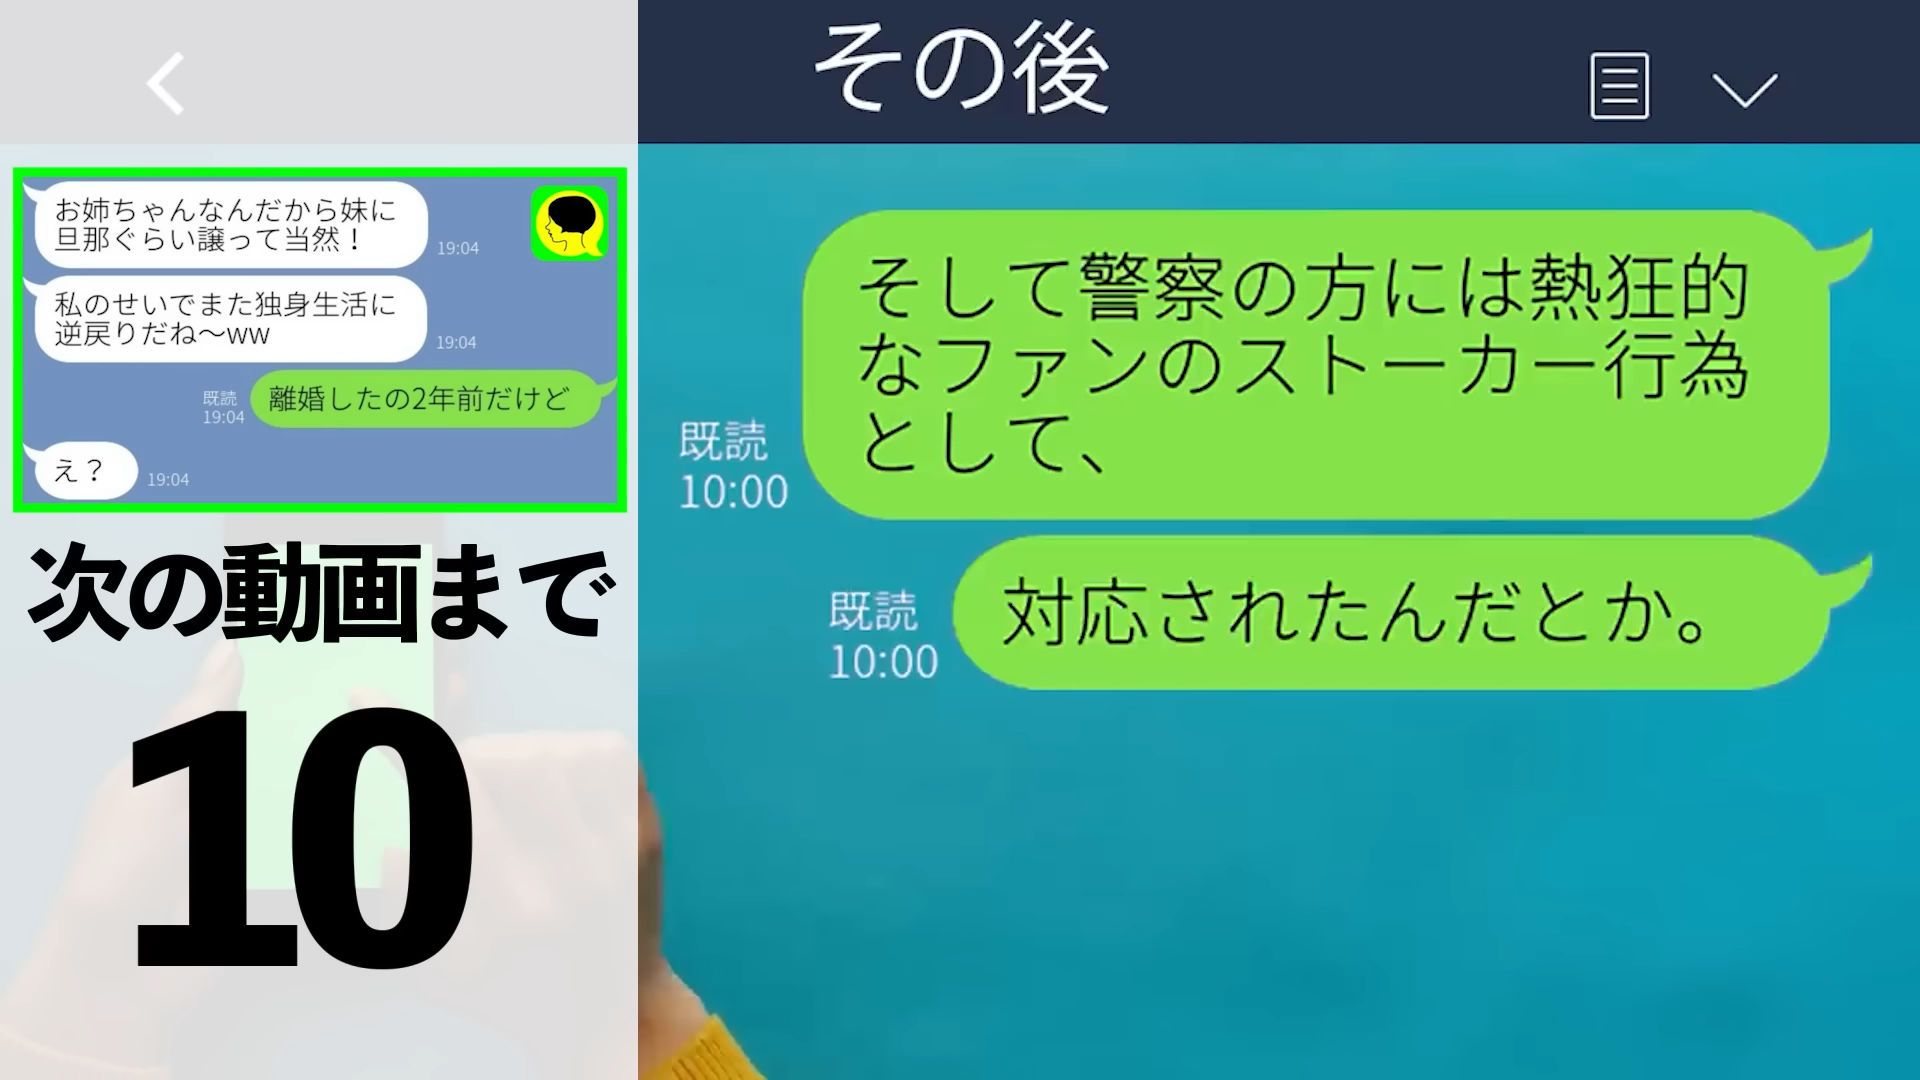 お姉ちゃんなんだから妹に
旦那ぐらい譲って当然！
19:04
私のせいでまた独身生活に
逆戻りだね〜ww
19:04
既読
19:04
離婚したの2年前だけど
え？
19:04
次の動画まで
10
その後
そして警察の方には熱狂的
なファンのストーカー行為
として、
既読
10:00
対応されたんだとか。
既読
10:00